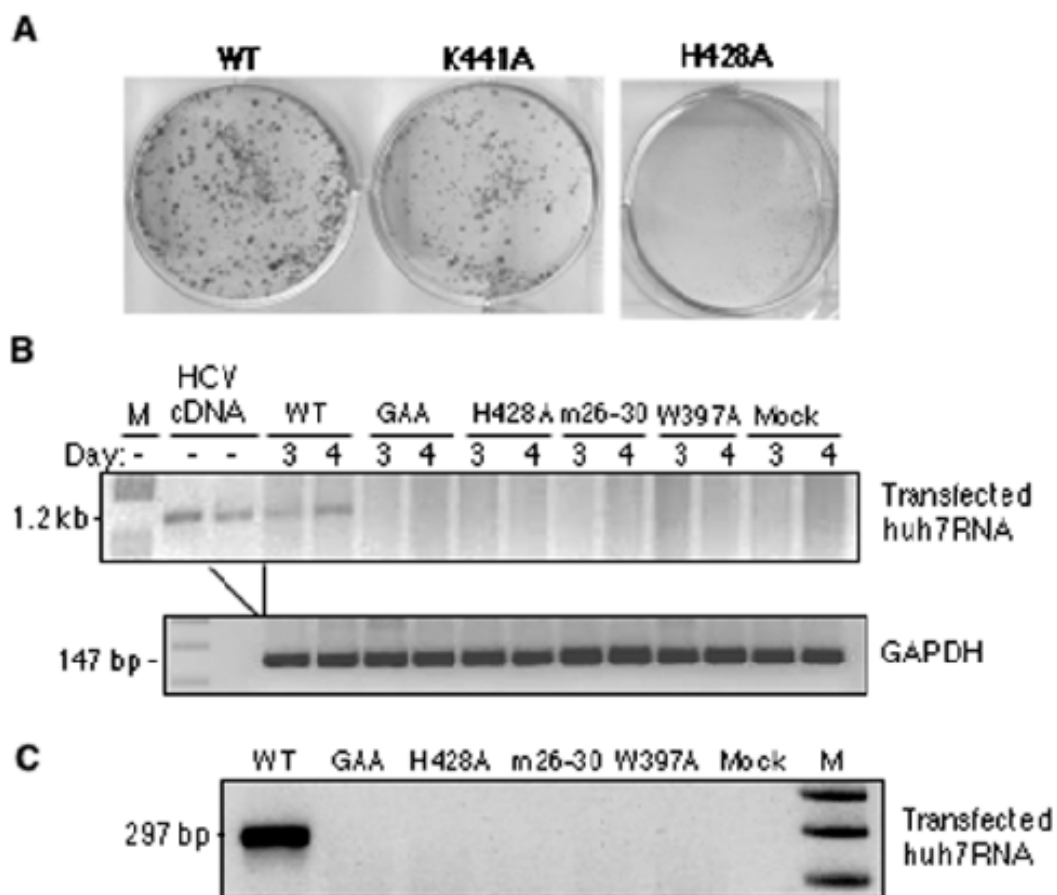 A
WT K441A H428A
B
HCV
M cDNA WT GAA H428A m26-30 W397A Mock
Day: - - - 3 4 3 4 3 4 3 4 3 4 3 4
1.2 kb-
Transfected
huh7RNA
147 bp -
GAPDH
C
WT GAA H428A m26-30 W397A Mock M
297 bp-
Transfected
huh7RNA